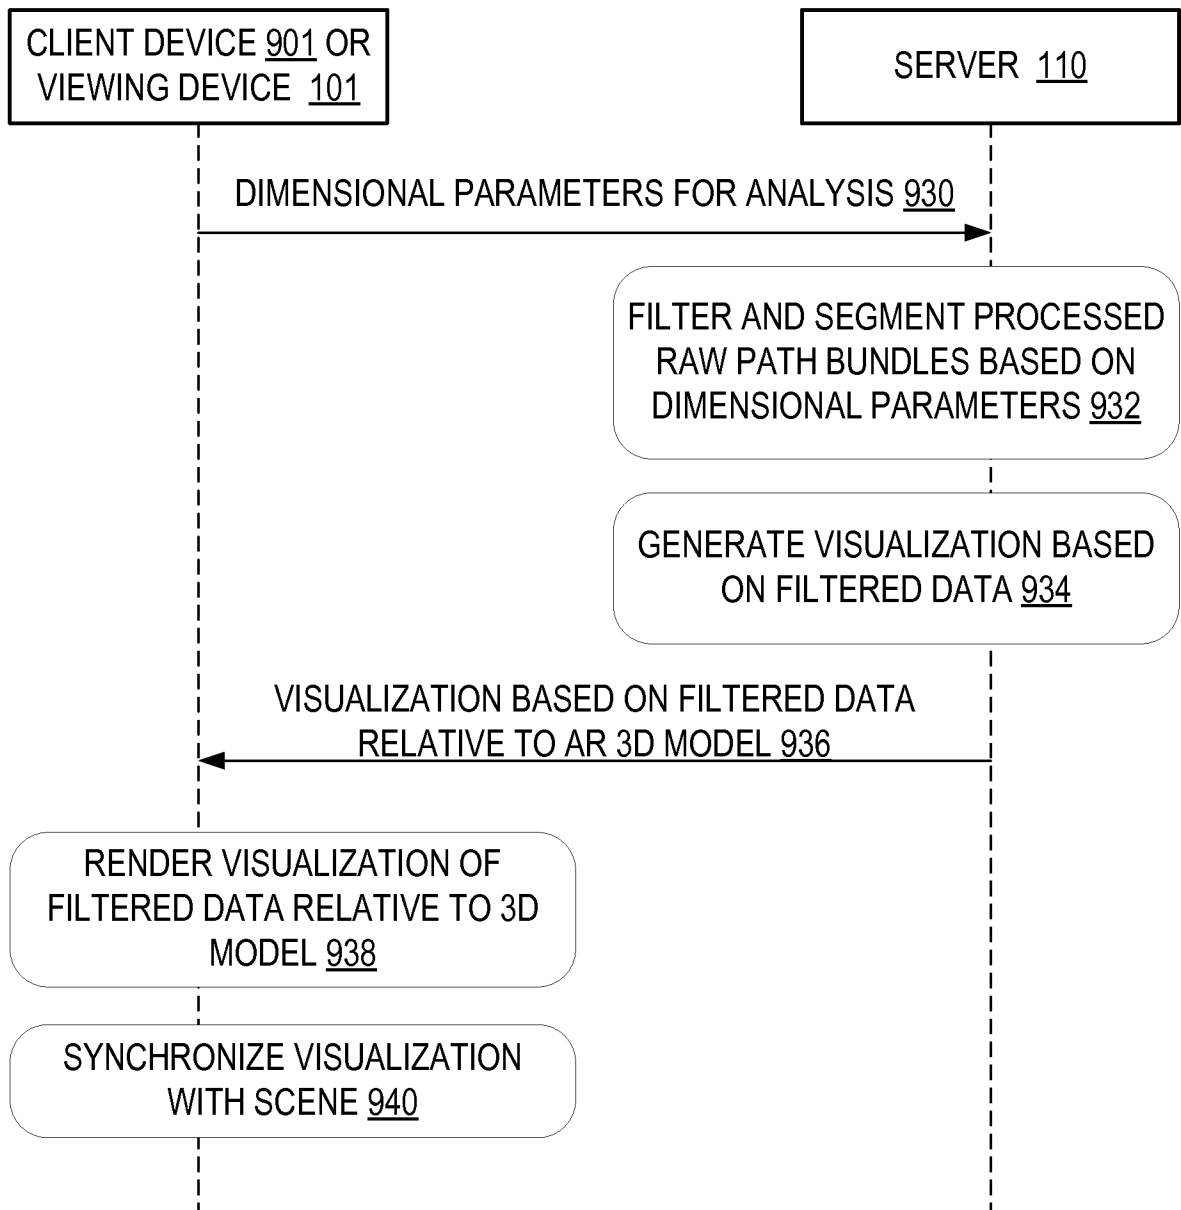 CLIENT DEVICE 901 OR
VIEWING DEVICE 101
SERVER 110
DIMENSIONAL PARAMETERS FOR ANALYSIS 930
FILTER AND SEGMENT PROCESSED
RAW PATH BUNDLES BASED ON
DIMENSIONAL PARAMETERS 932
GENERATE VISUALIZATION BASED
ON FILTERED DATA 934
VISUALIZATION BASED ON FILTERED DATA
RELATIVE TO AR 3D MODEL 936
RENDER VISUALIZATION OF
FILTERED DATA RELATIVE TO 3D
MODEL 938
SYNCHRONIZE VISUALIZATION
WITH SCENE 940